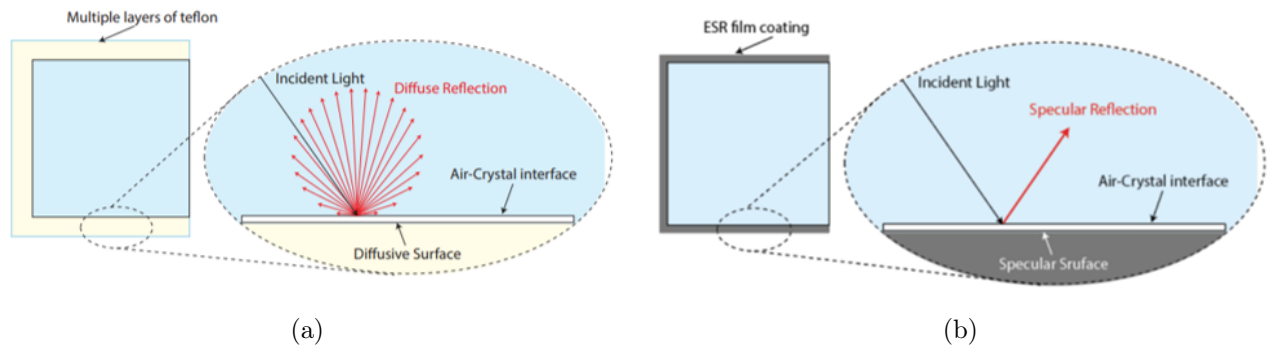 Multiple layers of teflon
Incident Light
Diffuse Reflection
Air-Crystal interface
Diffusive Surface
(a)
ESR film coating
Incident Light
Specular Reflection
Air-Crystal interface
Specular Sruface
(b)